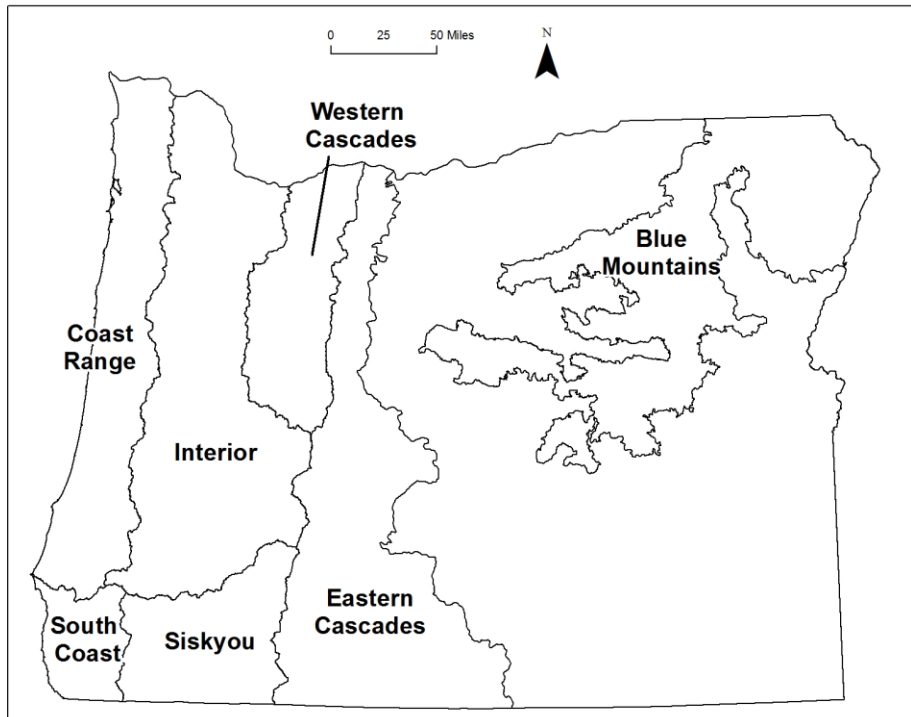 0 25 50 Miles
N
Western
Cascades
Blue
Mountains
Coast
Range
Interior
Eastern
Cascades
South
Coast
Siskyou